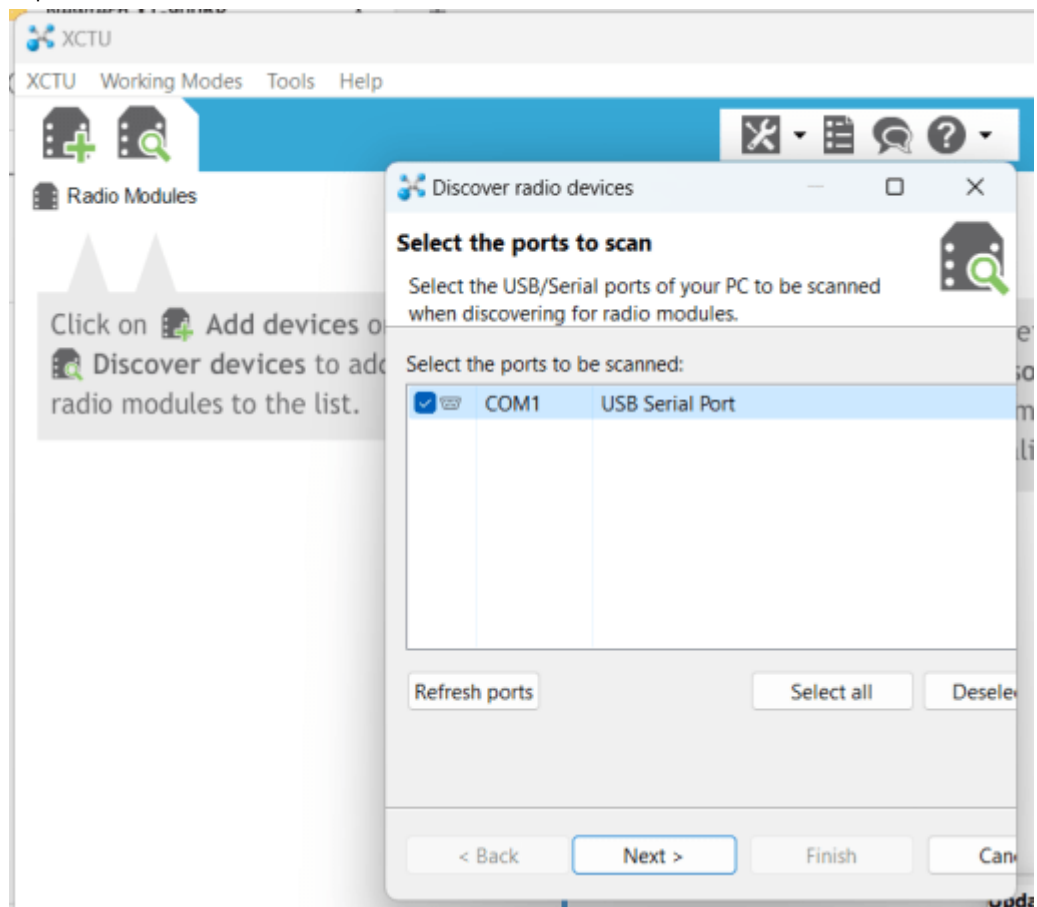 XCTU
XCTU Working Modes Tools Help
Radio Modules
Click on Add devices o
Discover devices to add
radio modules to the list.
Discover radio devices
Select the ports to scan
Select the USB/Serial ports of your PC to be scanned
when discovering for radio modules.
Select the ports to be scanned:
COM1 USB Serial Port
Refresh ports Select all Desele
< Back Next > Finish Can